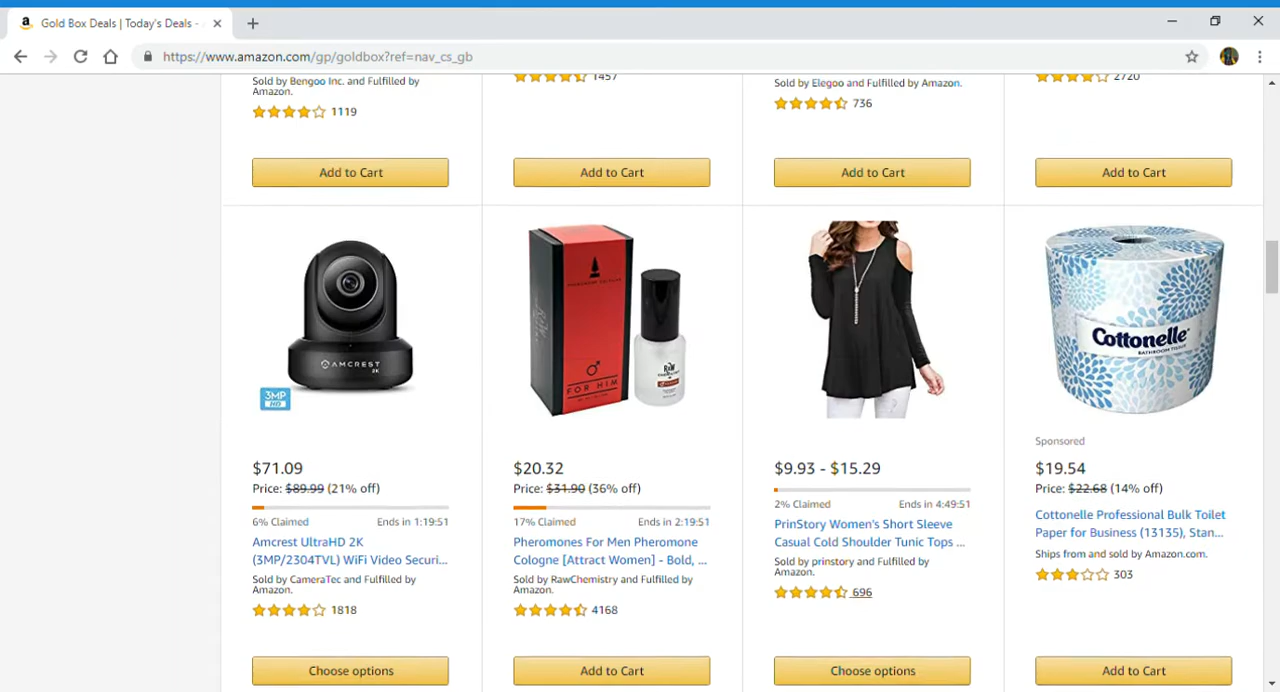 Gold Box Deals | Today's Deals -
https://www.amazon.com/gp/goldbox?ref=nav_cs_gb
Sold by Bengoo Inc. and Fulfilled by
Amazon.
1119
1457
Sold by Elegoo and Fulfilled by Amazon.
736
2720
Add to Cart
Add to Cart
Add to Cart
Add to Cart
AMCREST
2K
3MP
HD
$71.09
Price: $89.99 (21% off)
6% Claimed
Ends in 1:19:51
Amcrest UltraHD 2K
(3MP/2304TVL) WiFi Video Securi...
Sold by CameraTec and Fulfilled by
Amazon.
1818
Choose options
FOR HIM
RAW
$20.32
Price: $31.90 (36% off)
17% Claimed
Ends in 2:19:51
Pheromones For Men Pheromone
Cologne [Attract Women] - Bold, ...
Sold by RawChemistry and Fulfilled by
Amazon.
4168
Add to Cart
$9.93 - $15.29
2% Claimed
Ends in 4:49:51
PrinStory Women's Short Sleeve
Casual Cold Shoulder Tunic Tops ...
Sold by prinstory and Fulfilled by
Amazon.
696
Choose options
Cottonelle
BATHROOM TISSUE
Sponsored
$19.54
Price: $22.68 (14% off)
Cottonelle Professional Bulk Toilet
Paper for Business (13135), Stan...
Ships from and sold by Amazon.com.
303
Add to Cart